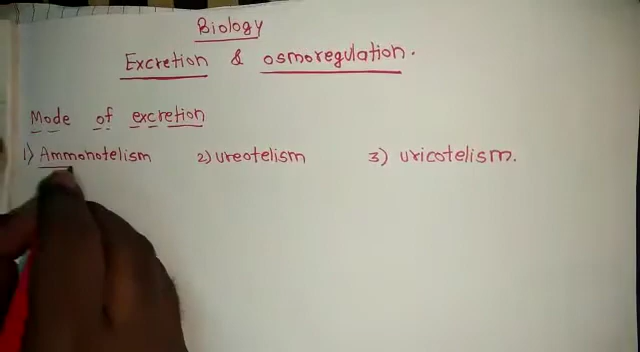 Biology
Excretion & osmoregulation.
Mode of excretion
1) Ammonotelism 2) ureotelism 3) uricotelism.